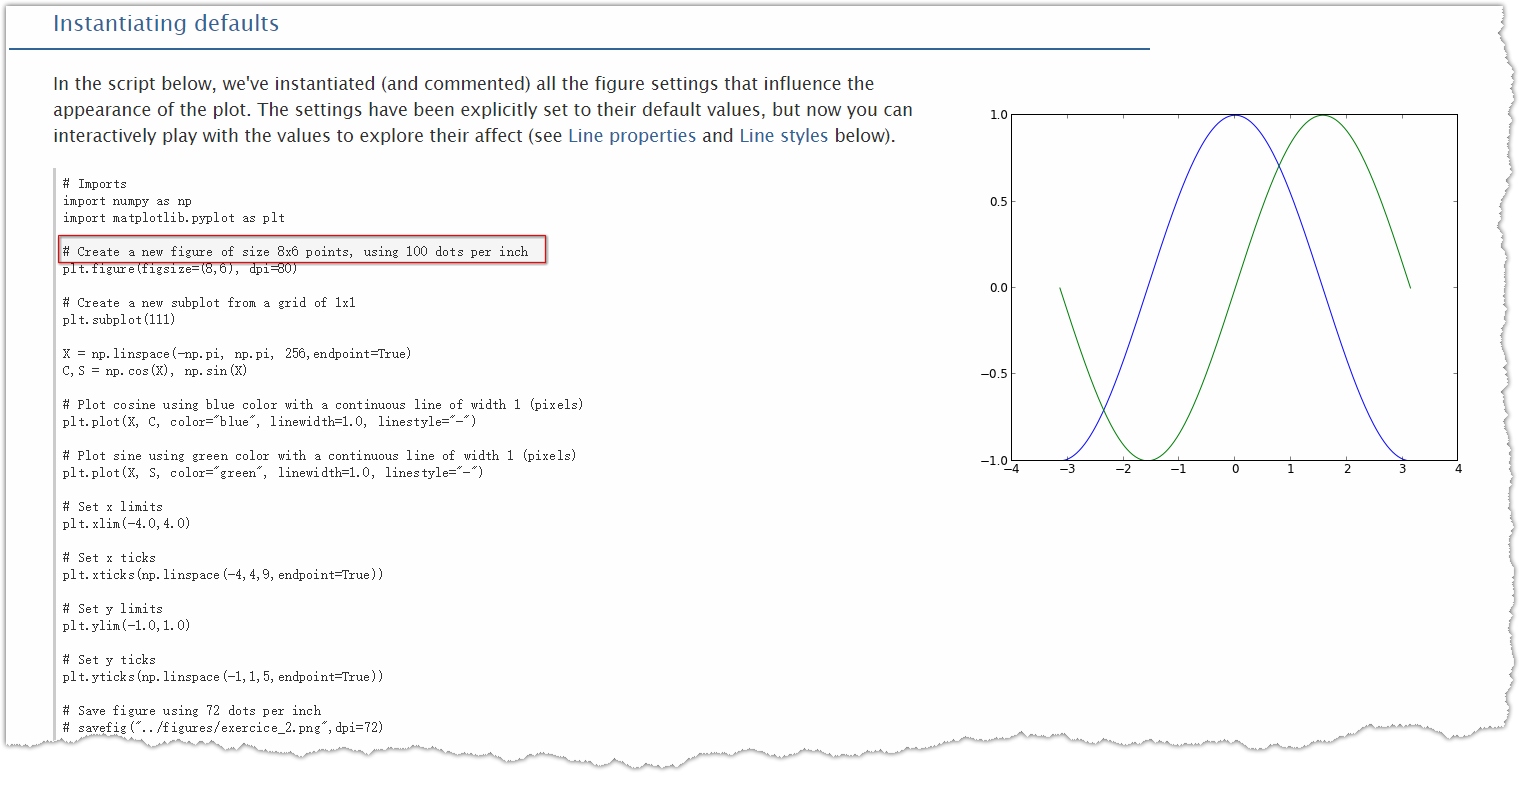 Instantiating defaults
In the script below, we've instantiated (and commented) all the figure settings that influence the
appearance of the plot. The settings have been explicitly set to their default values, but now you can
interactively play with the values to explore their affect (see Line properties and Line styles below).
# Imports
import numpy as np
import matplotlib.pyplot as plt
# Create a new figure of size 8x6 points, using 100 dots per inch
plt.figure(figsize=(8,6), dpi=80)
# Create a new subplot from a grid of 1x1
plt.subplot(111)
X = np.linspace(-np.pi, np.pi, 256,endpoint=True)
C,S = np.cos(X), np.sin(X)
# Plot cosine using blue color with a continuous line of width 1 (pixels)
plt.plot(X, C, color="blue", linewidth=1.0, linestyle="-")
# Plot sine using green color with a continuous line of width 1 (pixels)
plt.plot(X, S, color="green", linewidth=1.0, linestyle="-")
# Set x limits
plt.xlim(-4.0,4.0)
# Set x ticks
plt.xticks(np.linspace(-4,4,9,endpoint=True))
# Set y limits
plt.ylim(-1.0,1.0)
# Set y ticks
plt.yticks(np.linspace(-1,1,5,endpoint=True))
# Save figure using 72 dots per inch
# savefig("../figures/exercice_2.png",dpi=72)
1.0
0.5
0.0
−0.5
−1.0
−4 −3 −2 −1 0 1 2 3 4